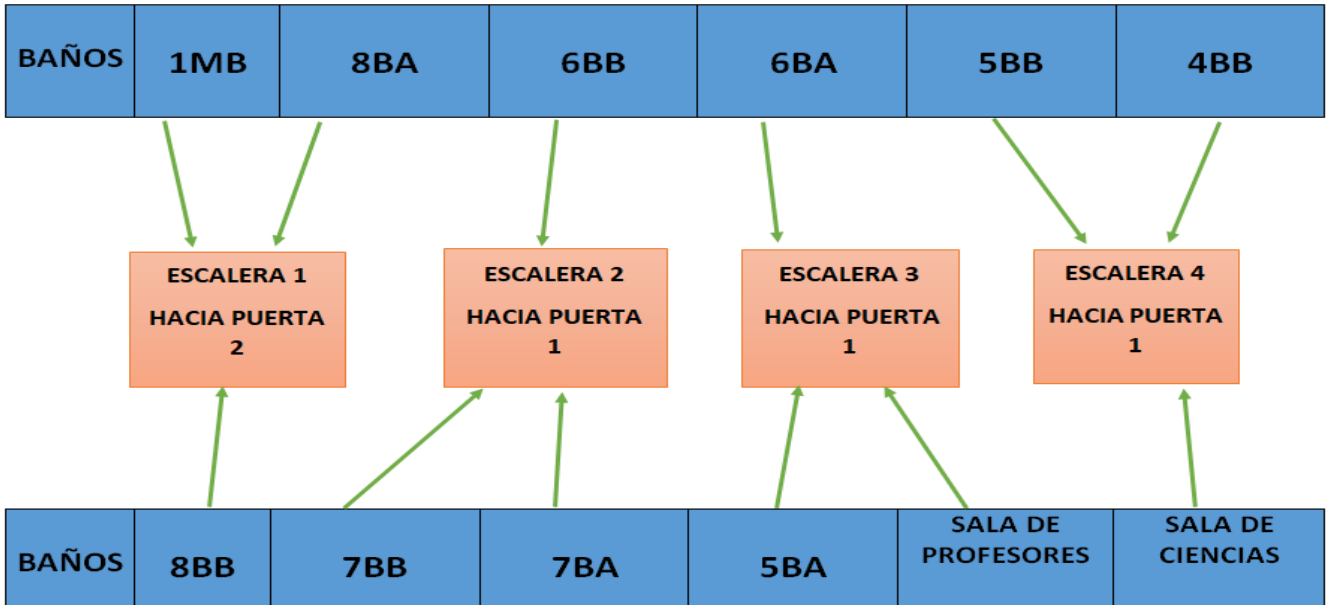 BAÑOS
1MB
8BA
6BB
6BA
5BB
4BB
ESCALERA 1
HACIA PUERTA
2
ESCALERA 2
HACIA PUERTA
1
ESCALERA 3
HACIA PUERTA
1
ESCALERA 4
HACIA PUERTA
1
BAÑOS
8BB
7BB
7BA
5BA
SALA DE
PROFESORES
SALA DE
CIENCIAS